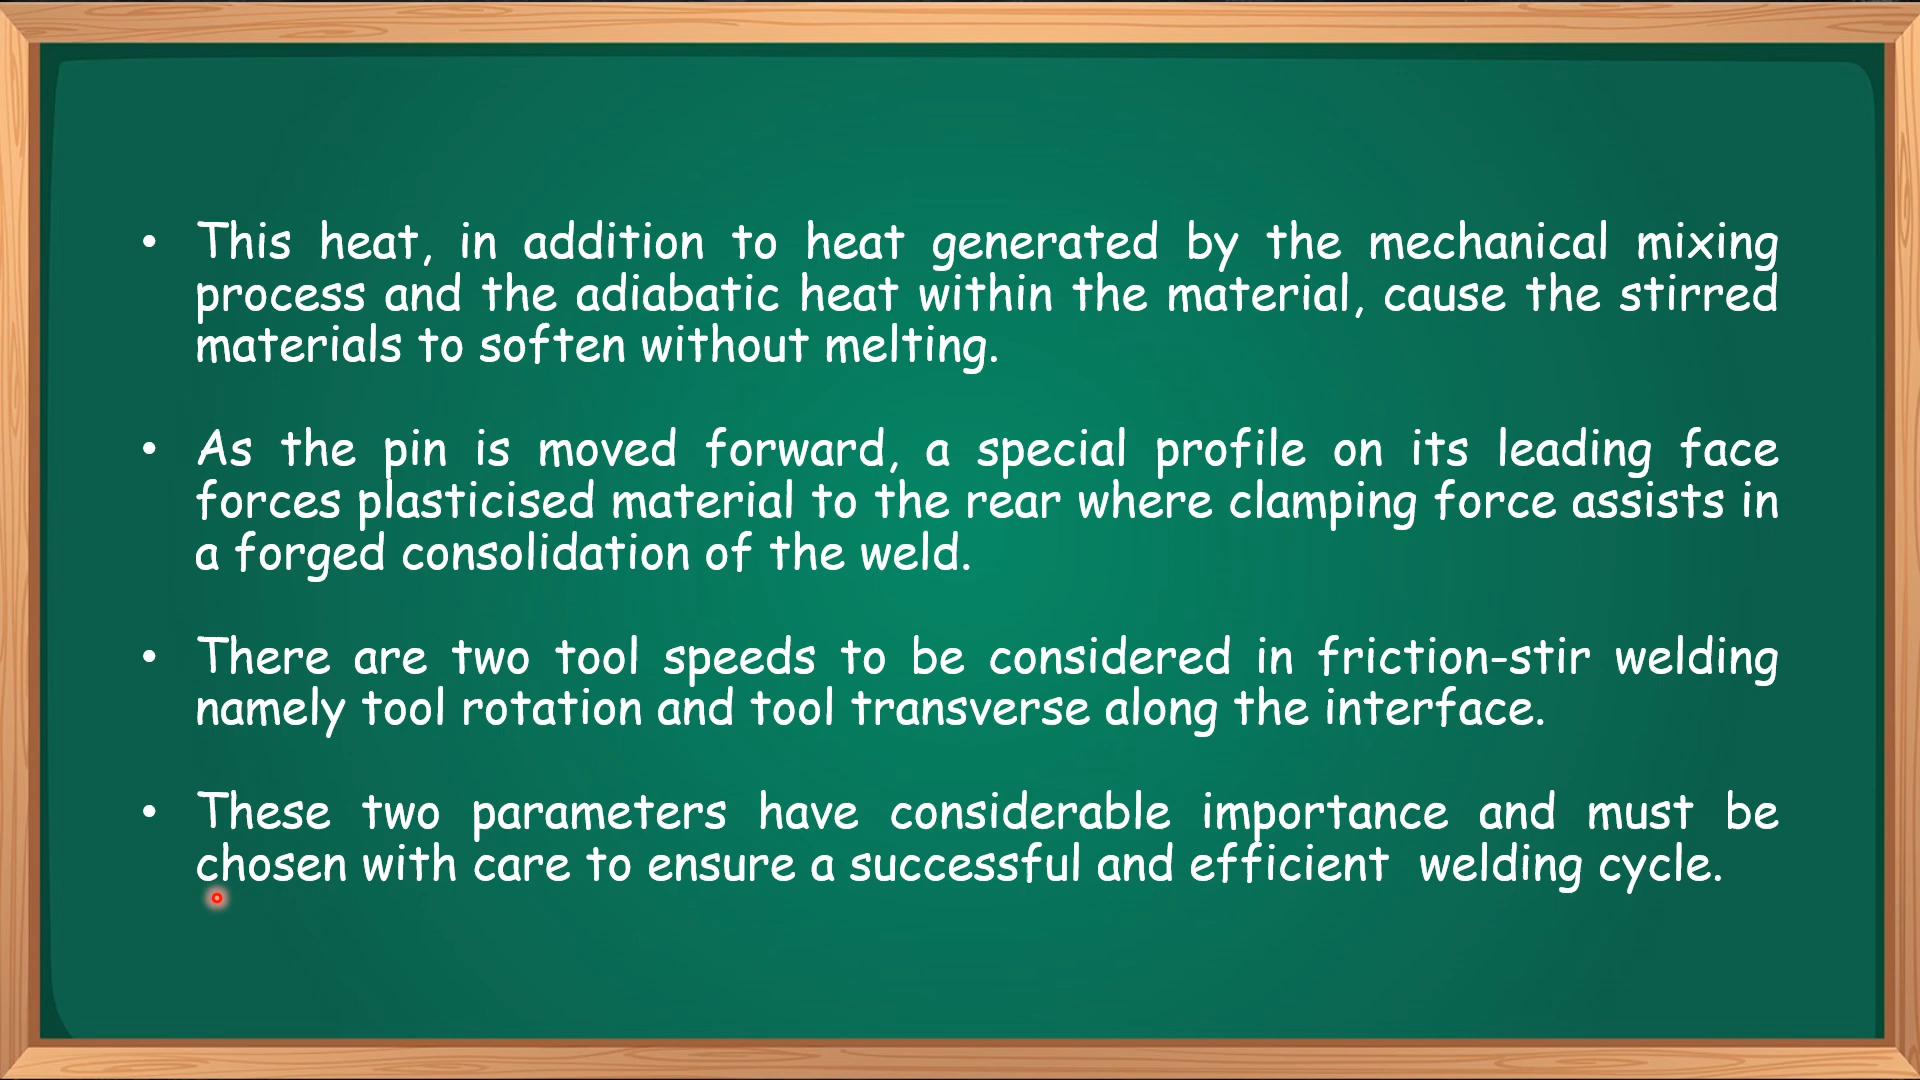 • This heat, in addition to heat generated by the mechanical mixing
process and the adiabatic heat within the material, cause the stirred
materials to soften without melting.
• As the pin is moved forward, a special profile on its leading face
forces plasticised material to the rear where clamping force assists in
a forged consolidation of the weld.
• There are two tool speeds to be considered in friction-stir welding
namely tool rotation and tool transverse along the interface.
• These two parameters have considerable importance and must be
chosen with care to ensure a successful and efficient  welding cycle.